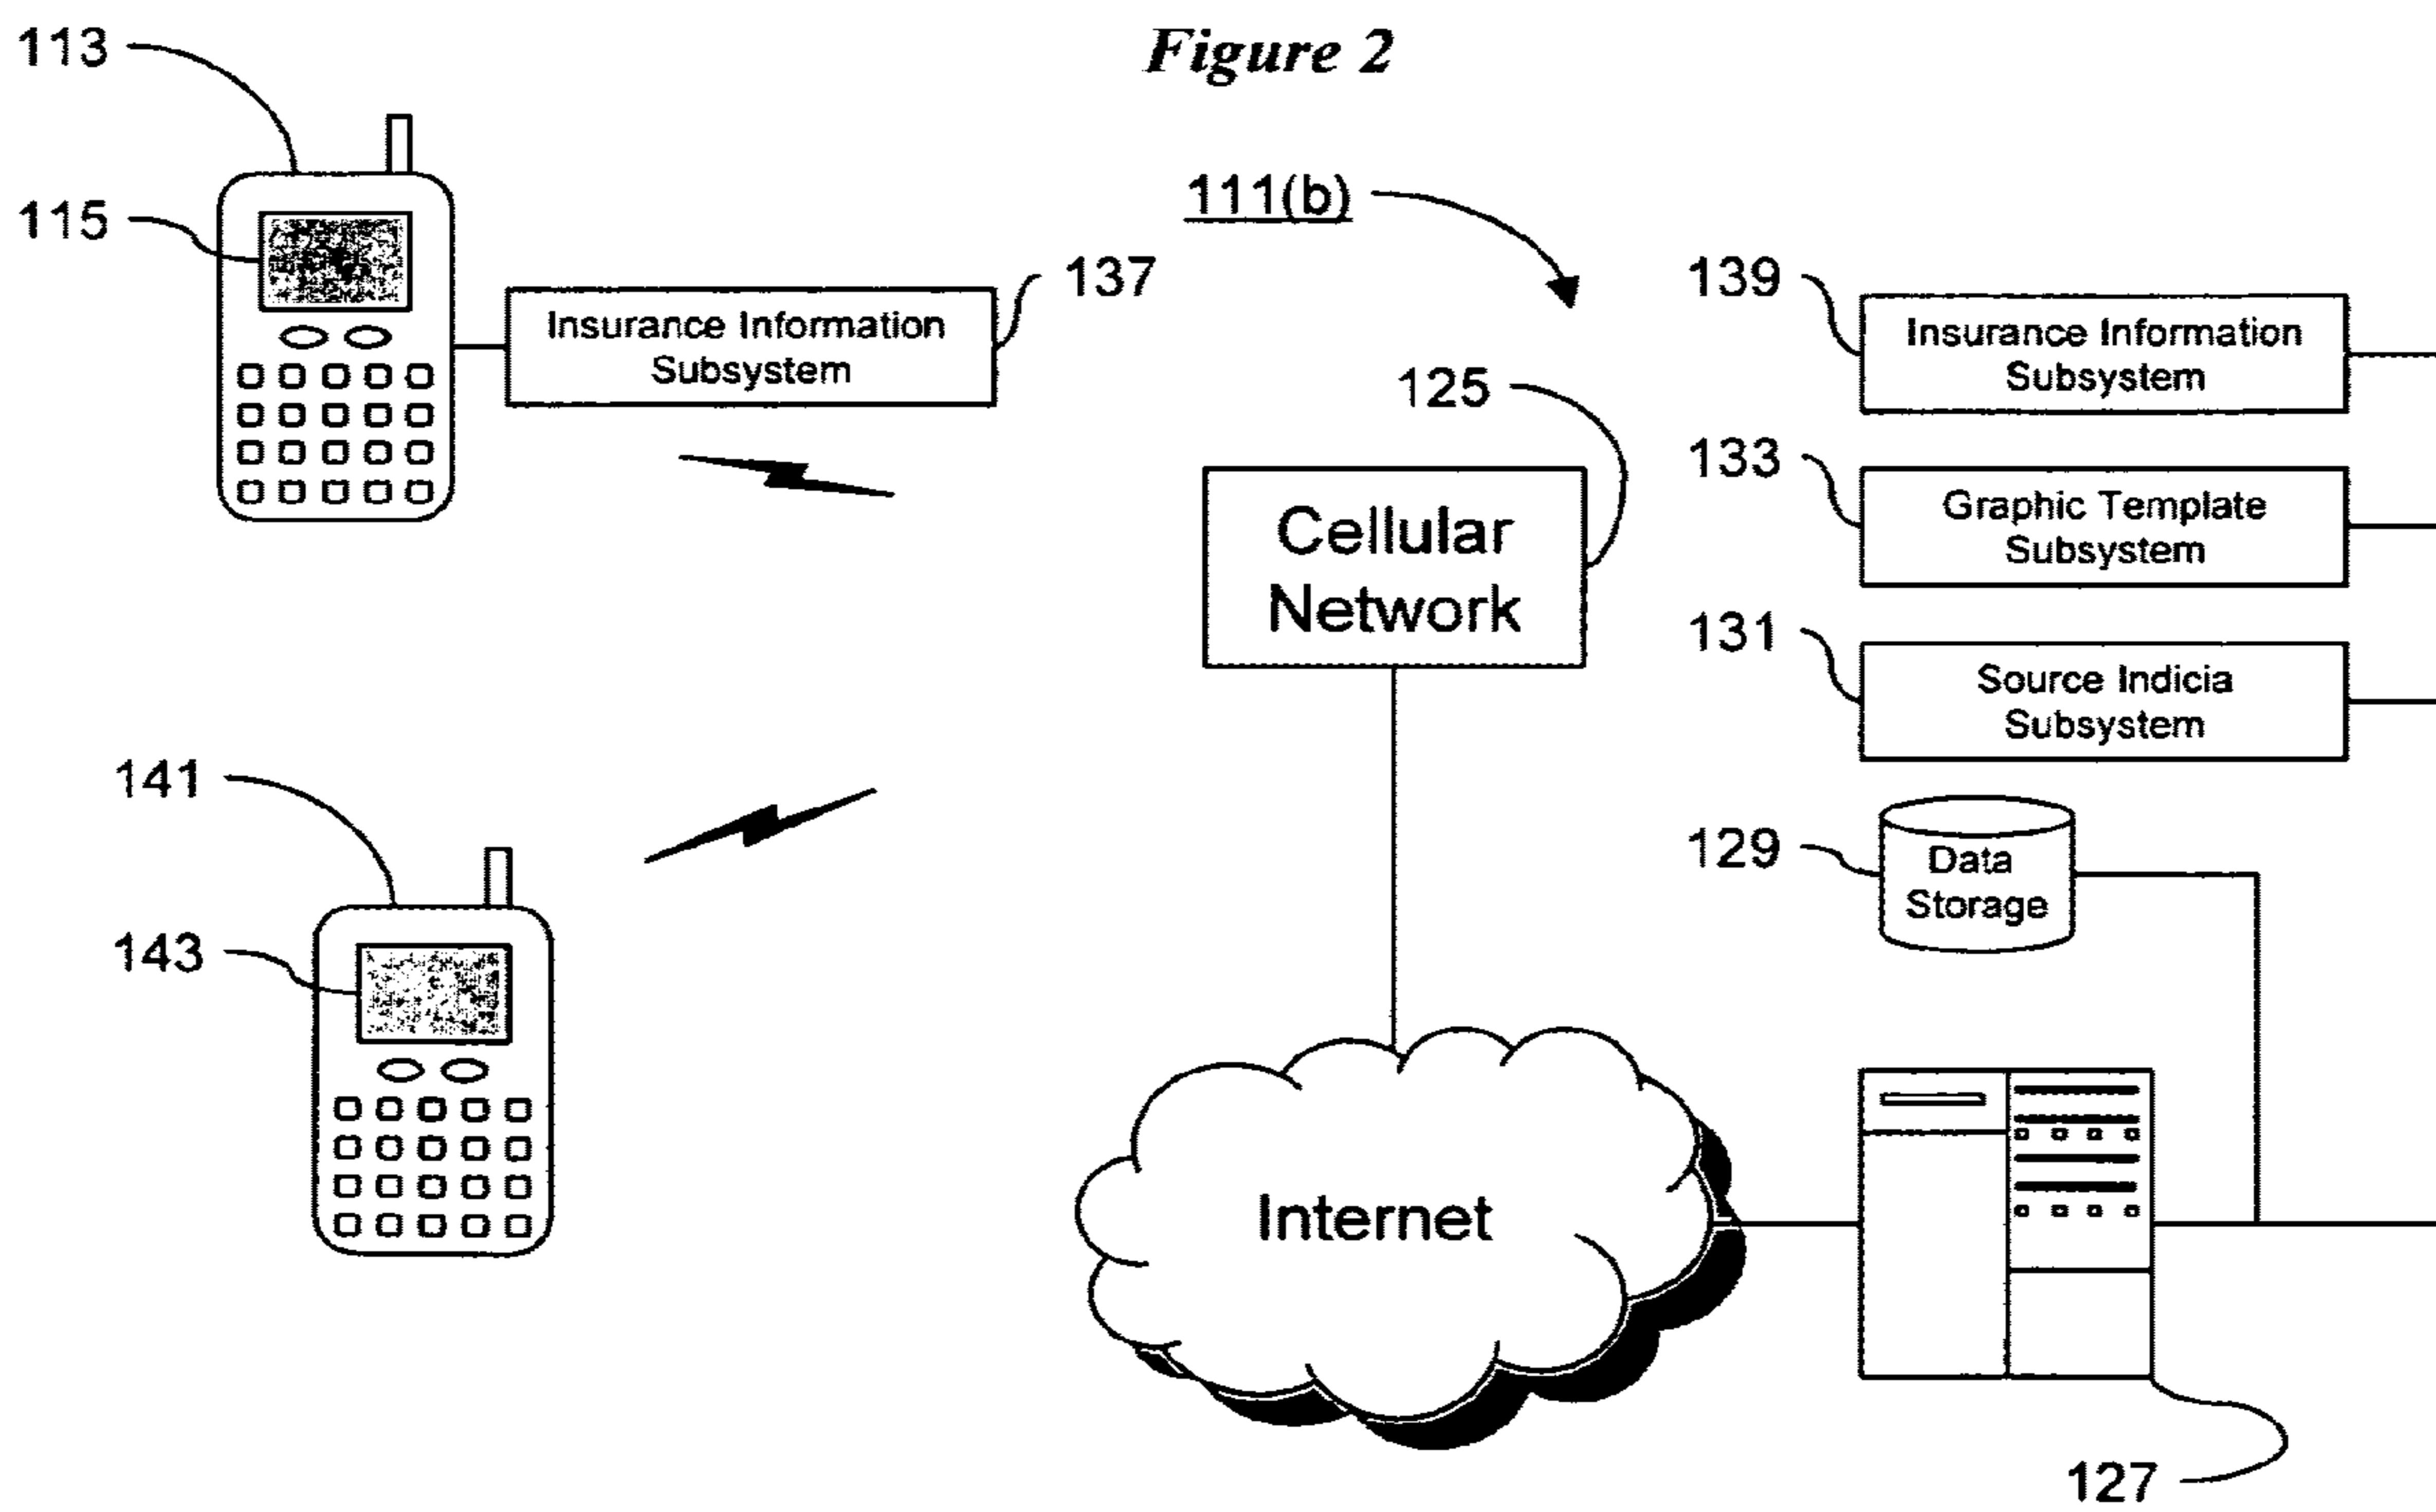 Figure 2
113
115
111(b)
137
Insurance Information
Subsystem
139
Insurance Information
Subsystem
125
Cellular
Network
133
Graphic Template
Subsystem
131
Source Indicia
Subsystem
141
143
129
Data
Storage
Internet
127